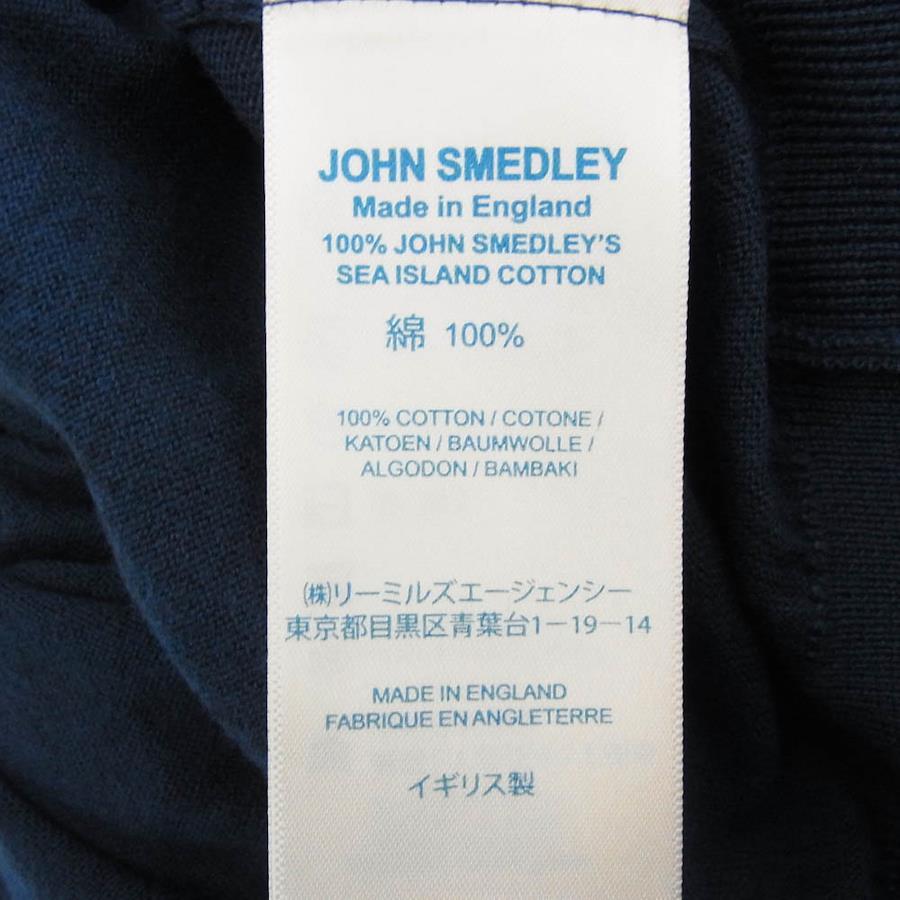 JOHN SMEDLEY
Made in England
100% JOHN SMEDLEY'S
SEA ISLAND COTTON
綿 100%
100% COTTON / COTONE /
KATOEN / BAUMWOLLE /
ALGODON / BAMBAKI
㈱リーミルズエージェンシー
東京都目黒区青葉台1－19－14
MADE IN ENGLAND
FABRIQUE EN ANGLETERRE
イギリス製